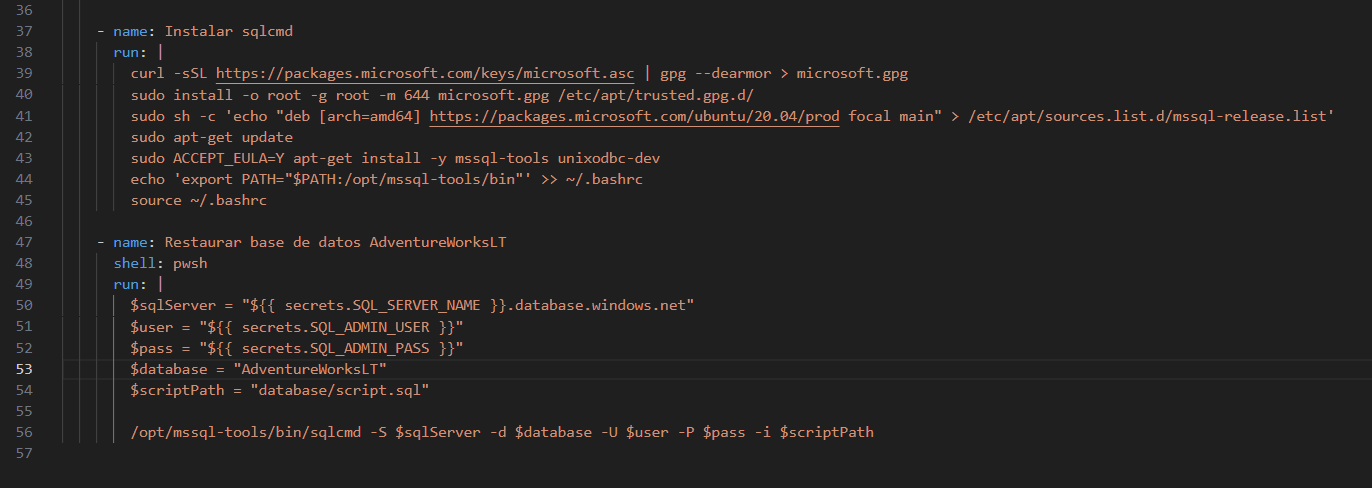 36
37 - name: Instalar sqlcmd
38 run: |
39 curl -sSL https://packages.microsoft.com/keys/microsoft.asc | gpg --dearmor > microsoft.gpg
40 sudo install -o root -g root -m 644 microsoft.gpg /etc/apt/trusted.gpg.d/
41 sudo sh -c 'echo "deb [arch=amd64] https://packages.microsoft.com/ubuntu/20.04/prod focal main" > /etc/apt/sources.list.d/mssql-release.list'
42 sudo apt-get update
43 sudo ACCEPT_EULA=Y apt-get install -y mssql-tools unixodbc-dev
44 echo 'export PATH="$PATH:/opt/mssql-tools/bin"' >> ~/.bashrc
45 source ~/.bashrc
46
47 - name: Restaurar base de datos AdventureWorksLT
48 shell: pwsh
49 run: |
50 $sqlServer = "${{ secrets.SQL_SERVER_NAME }}.database.windows.net"
51 $user = "${{ secrets.SQL_ADMIN_USER }}"
52 $pass = "${{ secrets.SQL_ADMIN_PASS }}"
53 $database = "AdventureWorksLT"
54 $scriptPath = "database/script.sql"
55
56 /opt/mssql-tools/bin/sqlcmd -S $sqlServer -d $database -U $user -P $pass -i $scriptPath
57